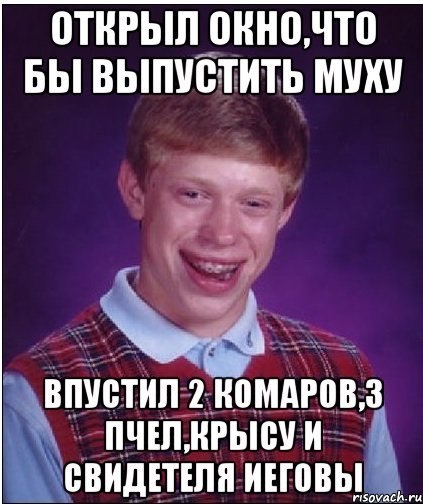 ОТКРЫЛ ОКНО,ЧТО
БЫ ВЫПУСТИТЬ МУХУ
ВПУСТИЛ 2 КОМАРОВ,3
ПЧЕЛ,КРЫСУ И
СВИДЕТЕЛЯ ИЕГОВЫ
risovach.ru